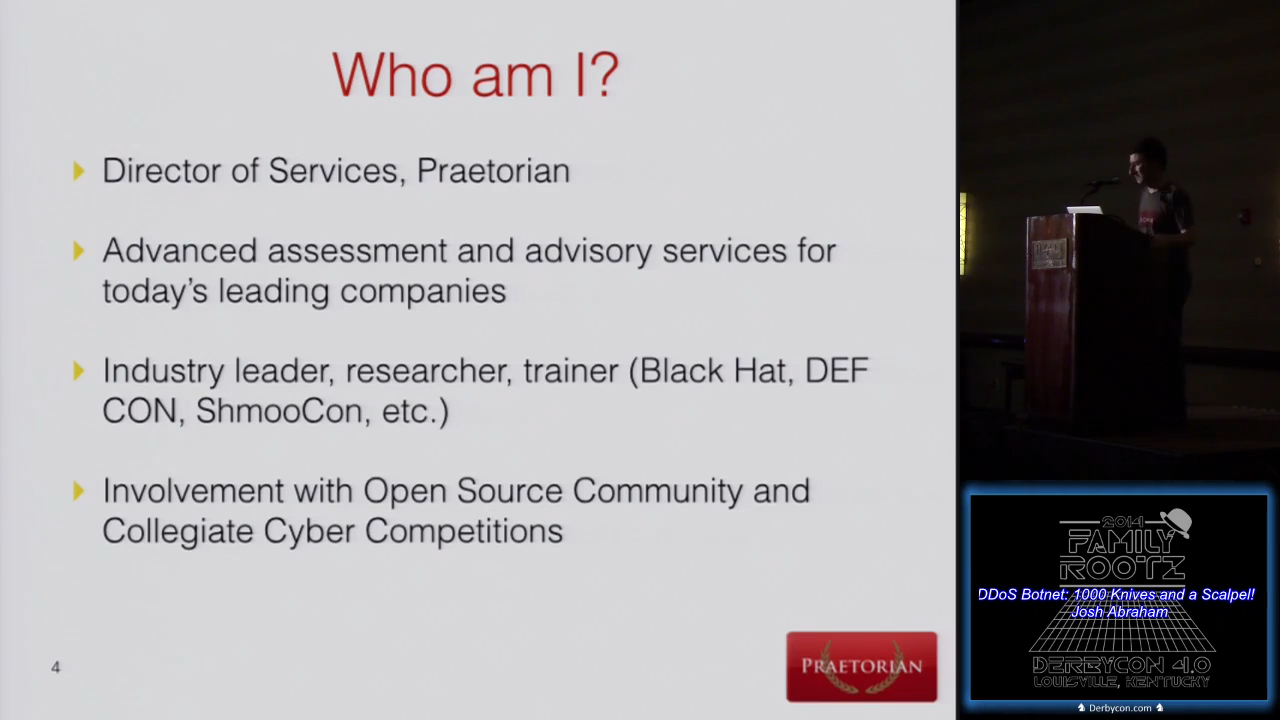 Who am I?
Director of Services, Praetorian
Advanced assessment and advisory services for
today's leading companies
Industry leader, researcher, trainer (Black Hat, DEF
CON, ShmooCon, etc.)
Involvement with Open Source Community and
Collegiate Cyber Competitions
4
PRAETORIAN
2014
FAMILY
ROOTZ
DDoS Botnet: 1000 Knives and a Scalpel!
Josh Abraham
DERBYCON 4.0
LOUISVILLE, KENTUCKY
Derbycon.com